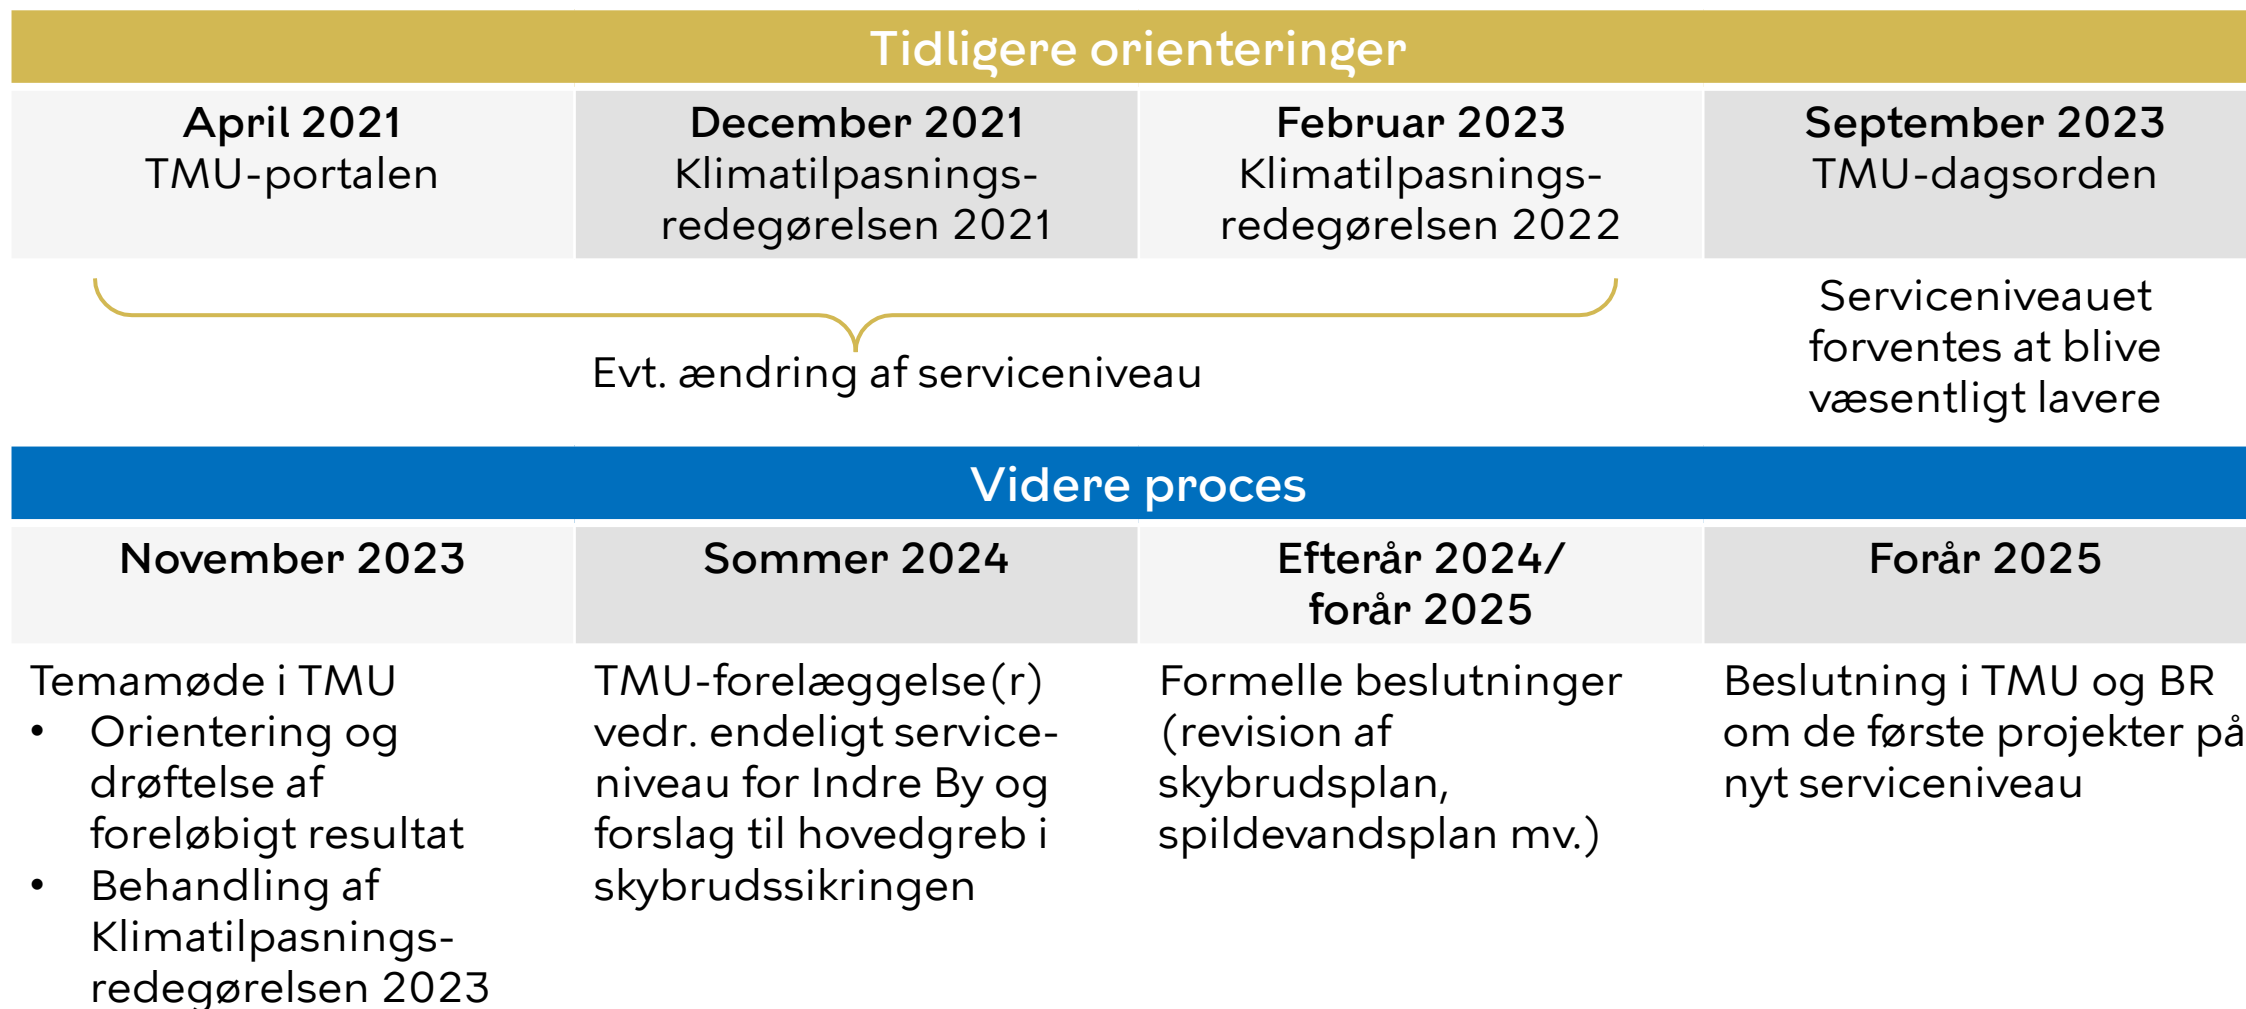 Tidligere orienteringer
April 2021
TMU-portalen
December 2021
Klimatilpasnings-
redegørelsen 2021
Februar 2023
Klimatilpasnings-
redegørelsen 2022
September 2023
TMU-dagsorden
Evt. ændring af serviceniveau
Serviceniveauet
forventes at blive
væsentligt lavere
Videre proces
November 2023
Sommer 2024
Efterår 2024/
forår 2025
Forår 2025
Temamøde i TMU
• Orientering og
drøftelse af
foreløbigt resultat
• Behandling af
Klimatilpasnings-
redegørelsen 2023
TMU-forelæggelse(r)
vedr. endeligt service-
niveau for Indre By og
forslag til hovedgreb i
skybrudssikringen
Formelle beslutninger
(revision af
skybrudsplan,
spildevandsplan mv.)
Beslutning i TMU og BR
om de første projekter på
nyt serviceniveau